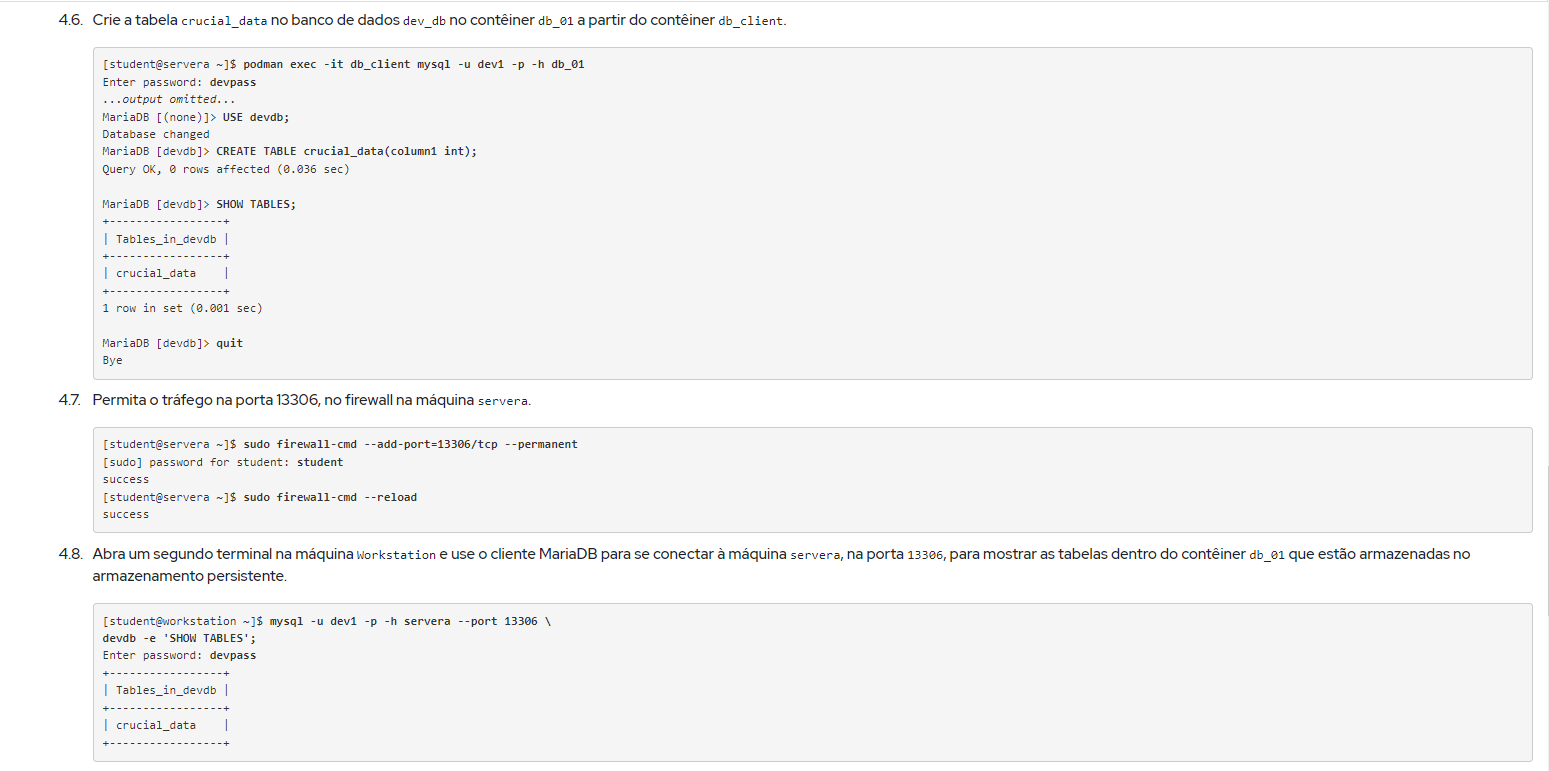 4.6. Crie a tabela crucial_data no banco de dados dev_db no contêiner db_01 a partir do contêiner db_client.
[student@servera ~]$ podman exec -it db_client mysql -u dev1 -p -h db_01
Enter password: devpass
...output omitted...
MariaDB [(none)]> USE devdb;
Database changed
MariaDB [devdb]> CREATE TABLE crucial_data(column1 int);
Query OK, 0 rows affected (0.036 sec)
MariaDB [devdb]> SHOW TABLES;
+-----------------+
| Tables_in_devdb |
+-----------------+
| crucial_data    |
+-----------------+
1 row in set (0.001 sec)
MariaDB [devdb]> quit
Bye
4.7. Permita o tráfego na porta 13306, no firewall na máquina servera.
[student@servera ~]$ sudo firewall-cmd --add-port=13306/tcp --permanent
[sudo] password for student: student
success
[student@servera ~]$ sudo firewall-cmd --reload
success
4.8. Abra um segundo terminal na máquina Workstation e use o cliente MariaDB para se conectar à máquina servera, na porta 13306, para mostrar as tabelas dentro do contêiner db_01 que estão armazenadas no
armazenamento persistente.
[student@workstation ~]$ mysql -u dev1 -p -h servera --port 13306 \
devdb -e 'SHOW TABLES';
Enter password: devpass
+-----------------+
| Tables_in_devdb |
+-----------------+
| crucial_data    |
+-----------------+